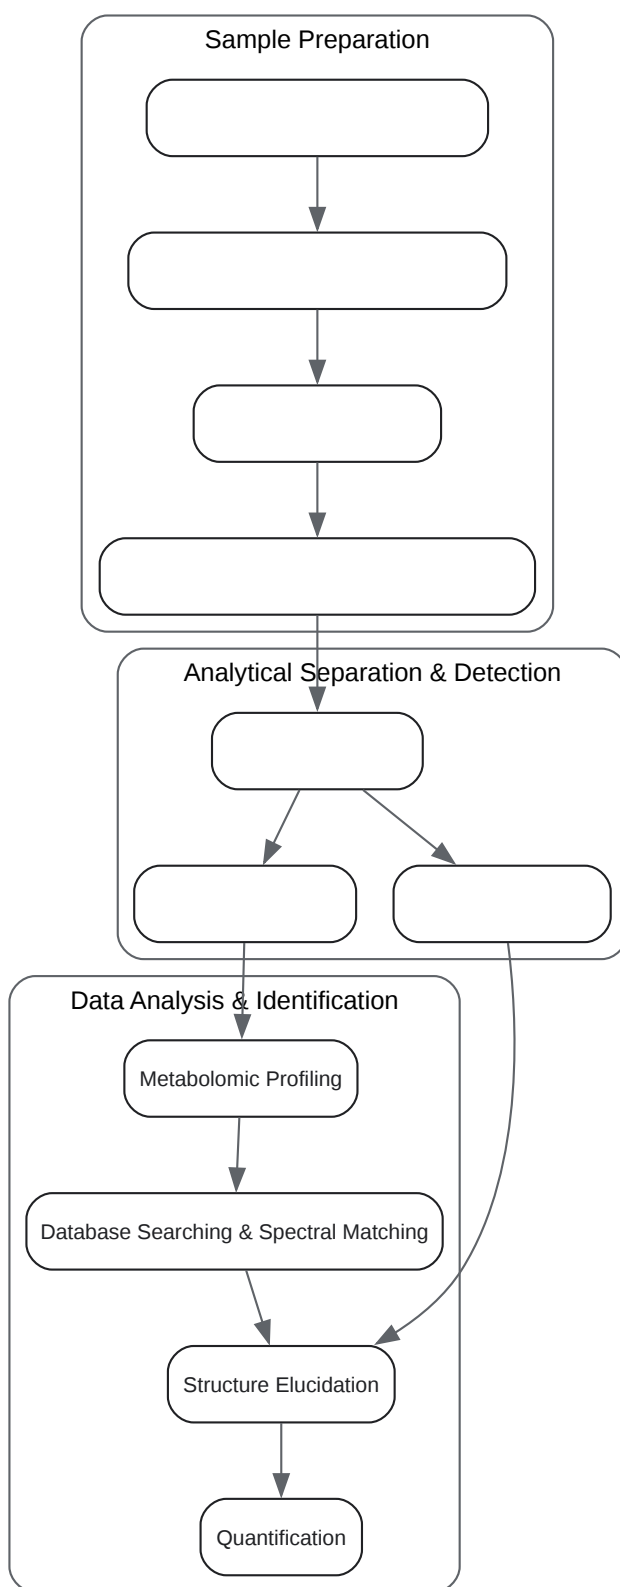 Sample Preparation
Analytical Separation & Detection
Data Analysis & Identification
Metabolomic Profiling
Database Searching & Spectral Matching
Structure Elucidation
Quantification